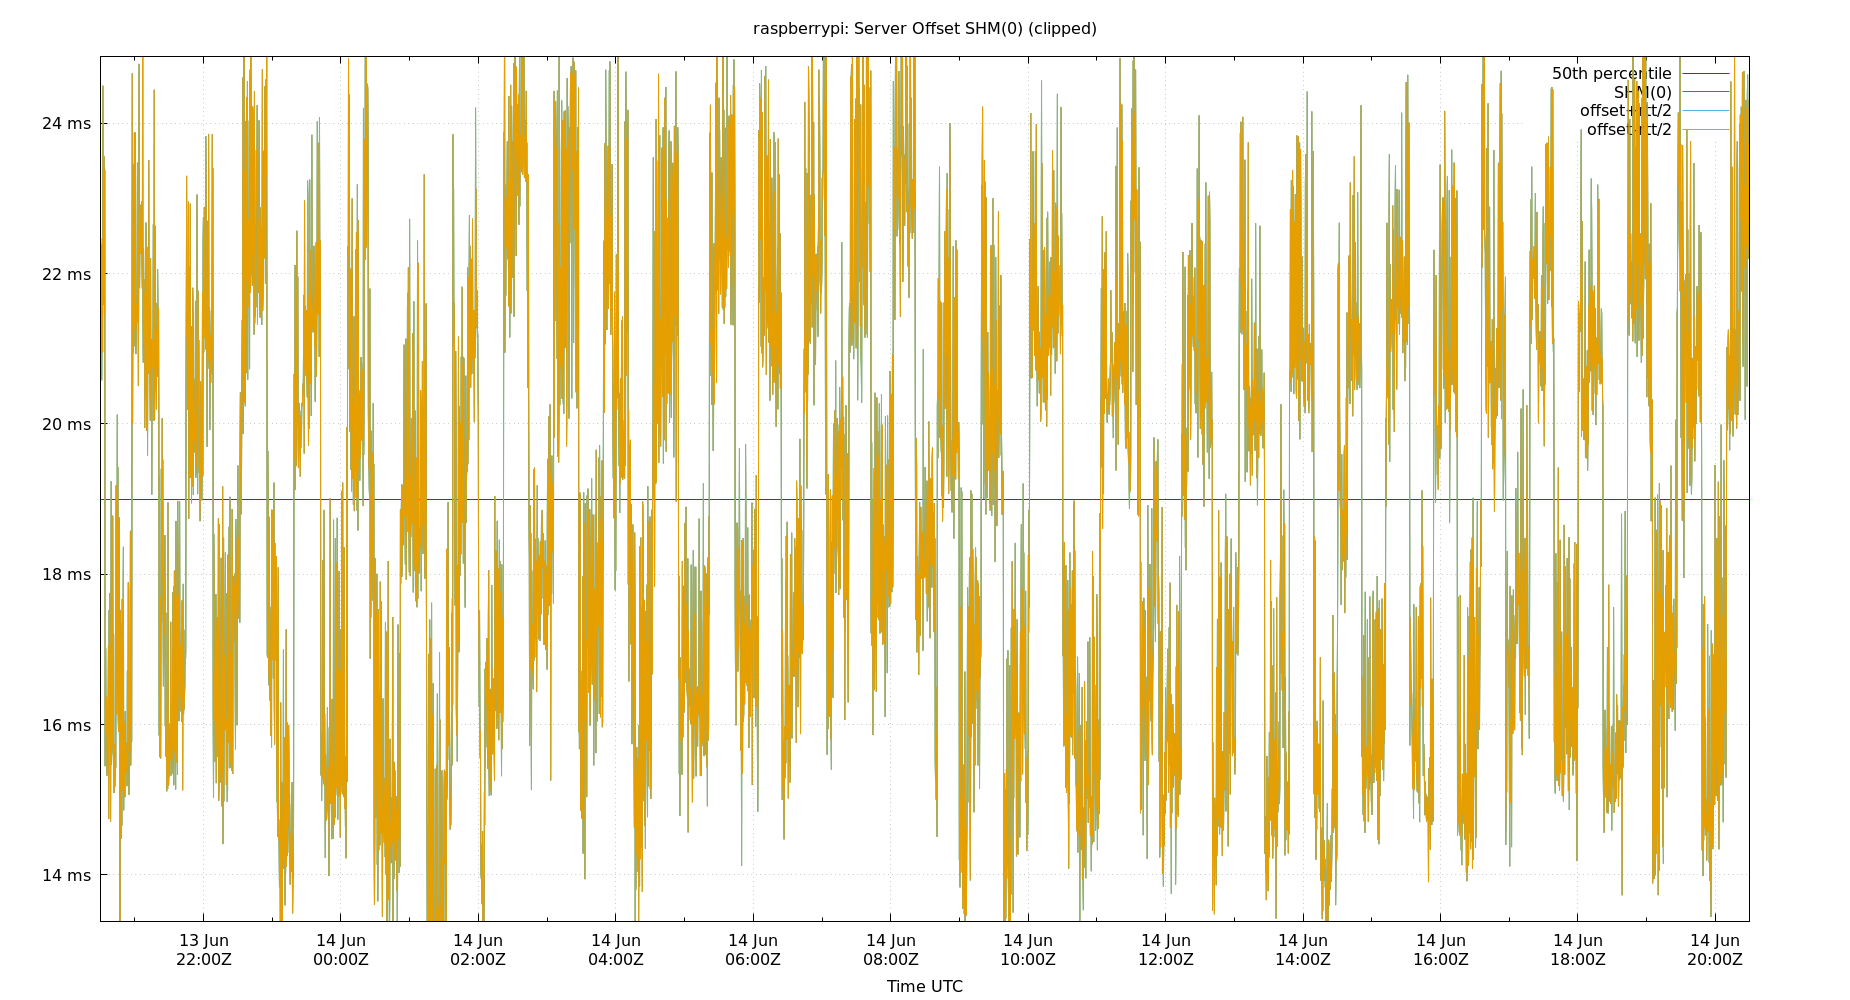 raspberrypi: Server Offset SHM(0) (clipped)
50th percentile
SHM(0)
offset+rtt/2
offset-rtt/2
24 ms
22 ms
20 ms
18 ms
16 ms
14 ms
13 Jun 14 Jun 14 Jun 14 Jun 14 Jun 14 Jun 14 Jun 14 Jun 14 Jun 14 Jun 14 Jun 14 Jun
22:00Z 00:00Z 02:00Z 04:00Z 06:00Z 08:00Z 10:00Z 12:00Z 14:00Z 16:00Z 18:00Z 20:00Z
Time UTC